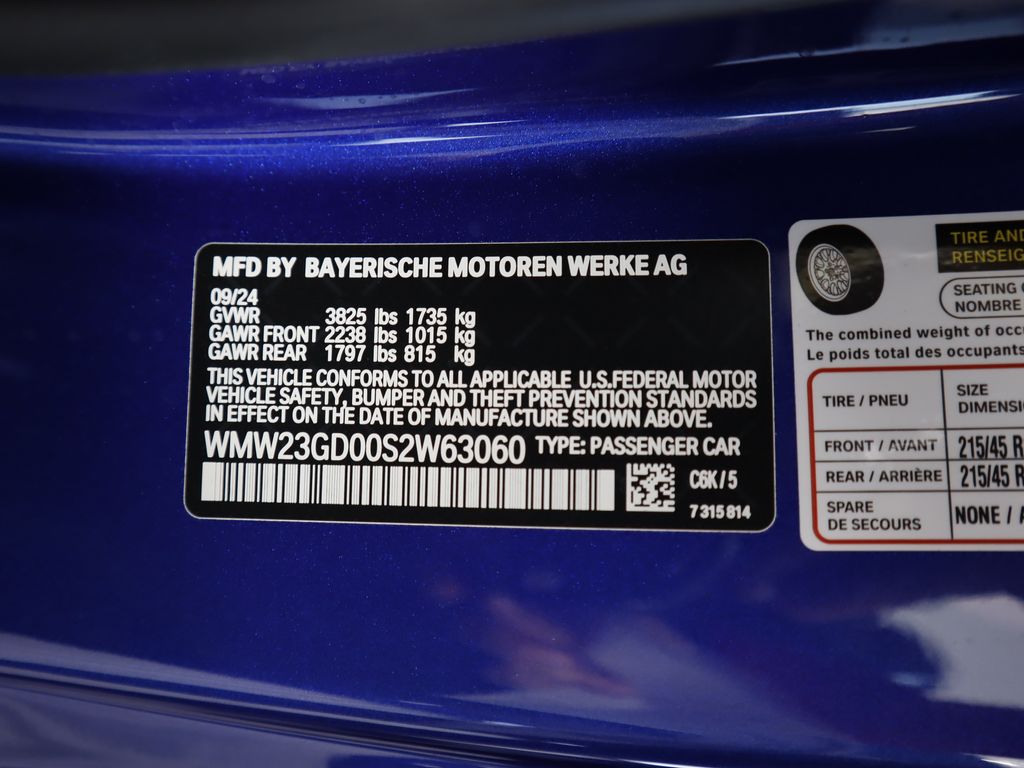 MFD BY BAYERISCHE MOTOREN WERKE AG
09/24
GVWR 3825 lbs 1735 kg
GAWR FRONT 2238 lbs 1015 kg
GAWR REAR 1797 lbs 815 kg
THIS VEHICLE CONFORMS TO ALL APPLICABLE U.S.FEDERAL MOTOR
VEHICLE SAFETY, BUMPER AND THEFT PREVENTION STANDARDS
IN EFFECT ON THE DATE OF MANUFACTURE SHOWN ABOVE.
WMW23GD00S2W63060 TYPE: PASSENGER CAR
C6K/5
7315814
TIRE AND
RENSEIG
SEATING
NOMBRE
The combined weight of occ
Le poids total des occupants
TIRE / PNEU
SIZE
DIMENSI
FRONT / AVANT 215/45 R
REAR / ARRIÈRE 215/45 R
SPARE
DE SECOURS
NONE /